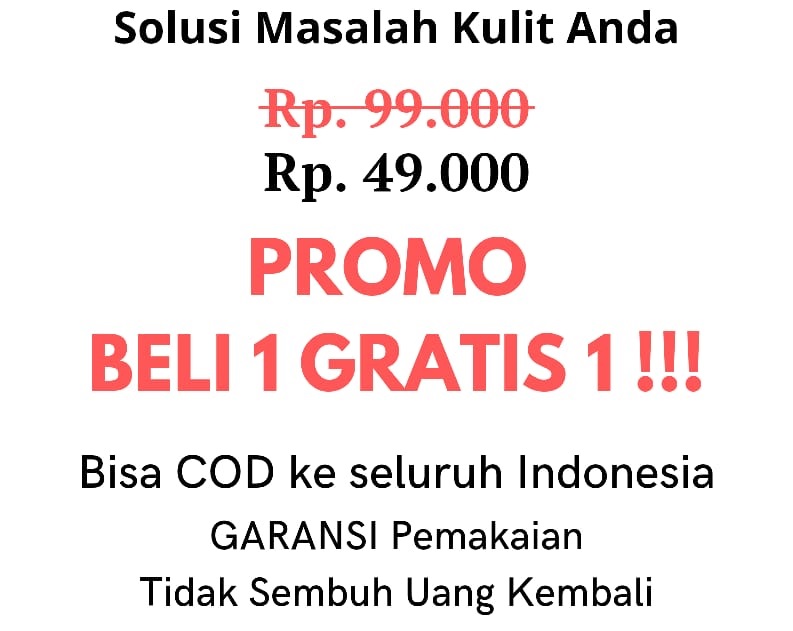 Solusi Masalah Kulit Anda
Rp. 99.000
Rp. 49.000
PROMO
BELI 1 GRATIS 1 !!!
Bisa COD ke seluruh Indonesia
GARANSI Pemakaian
Tidak Sembuh Uang Kembali